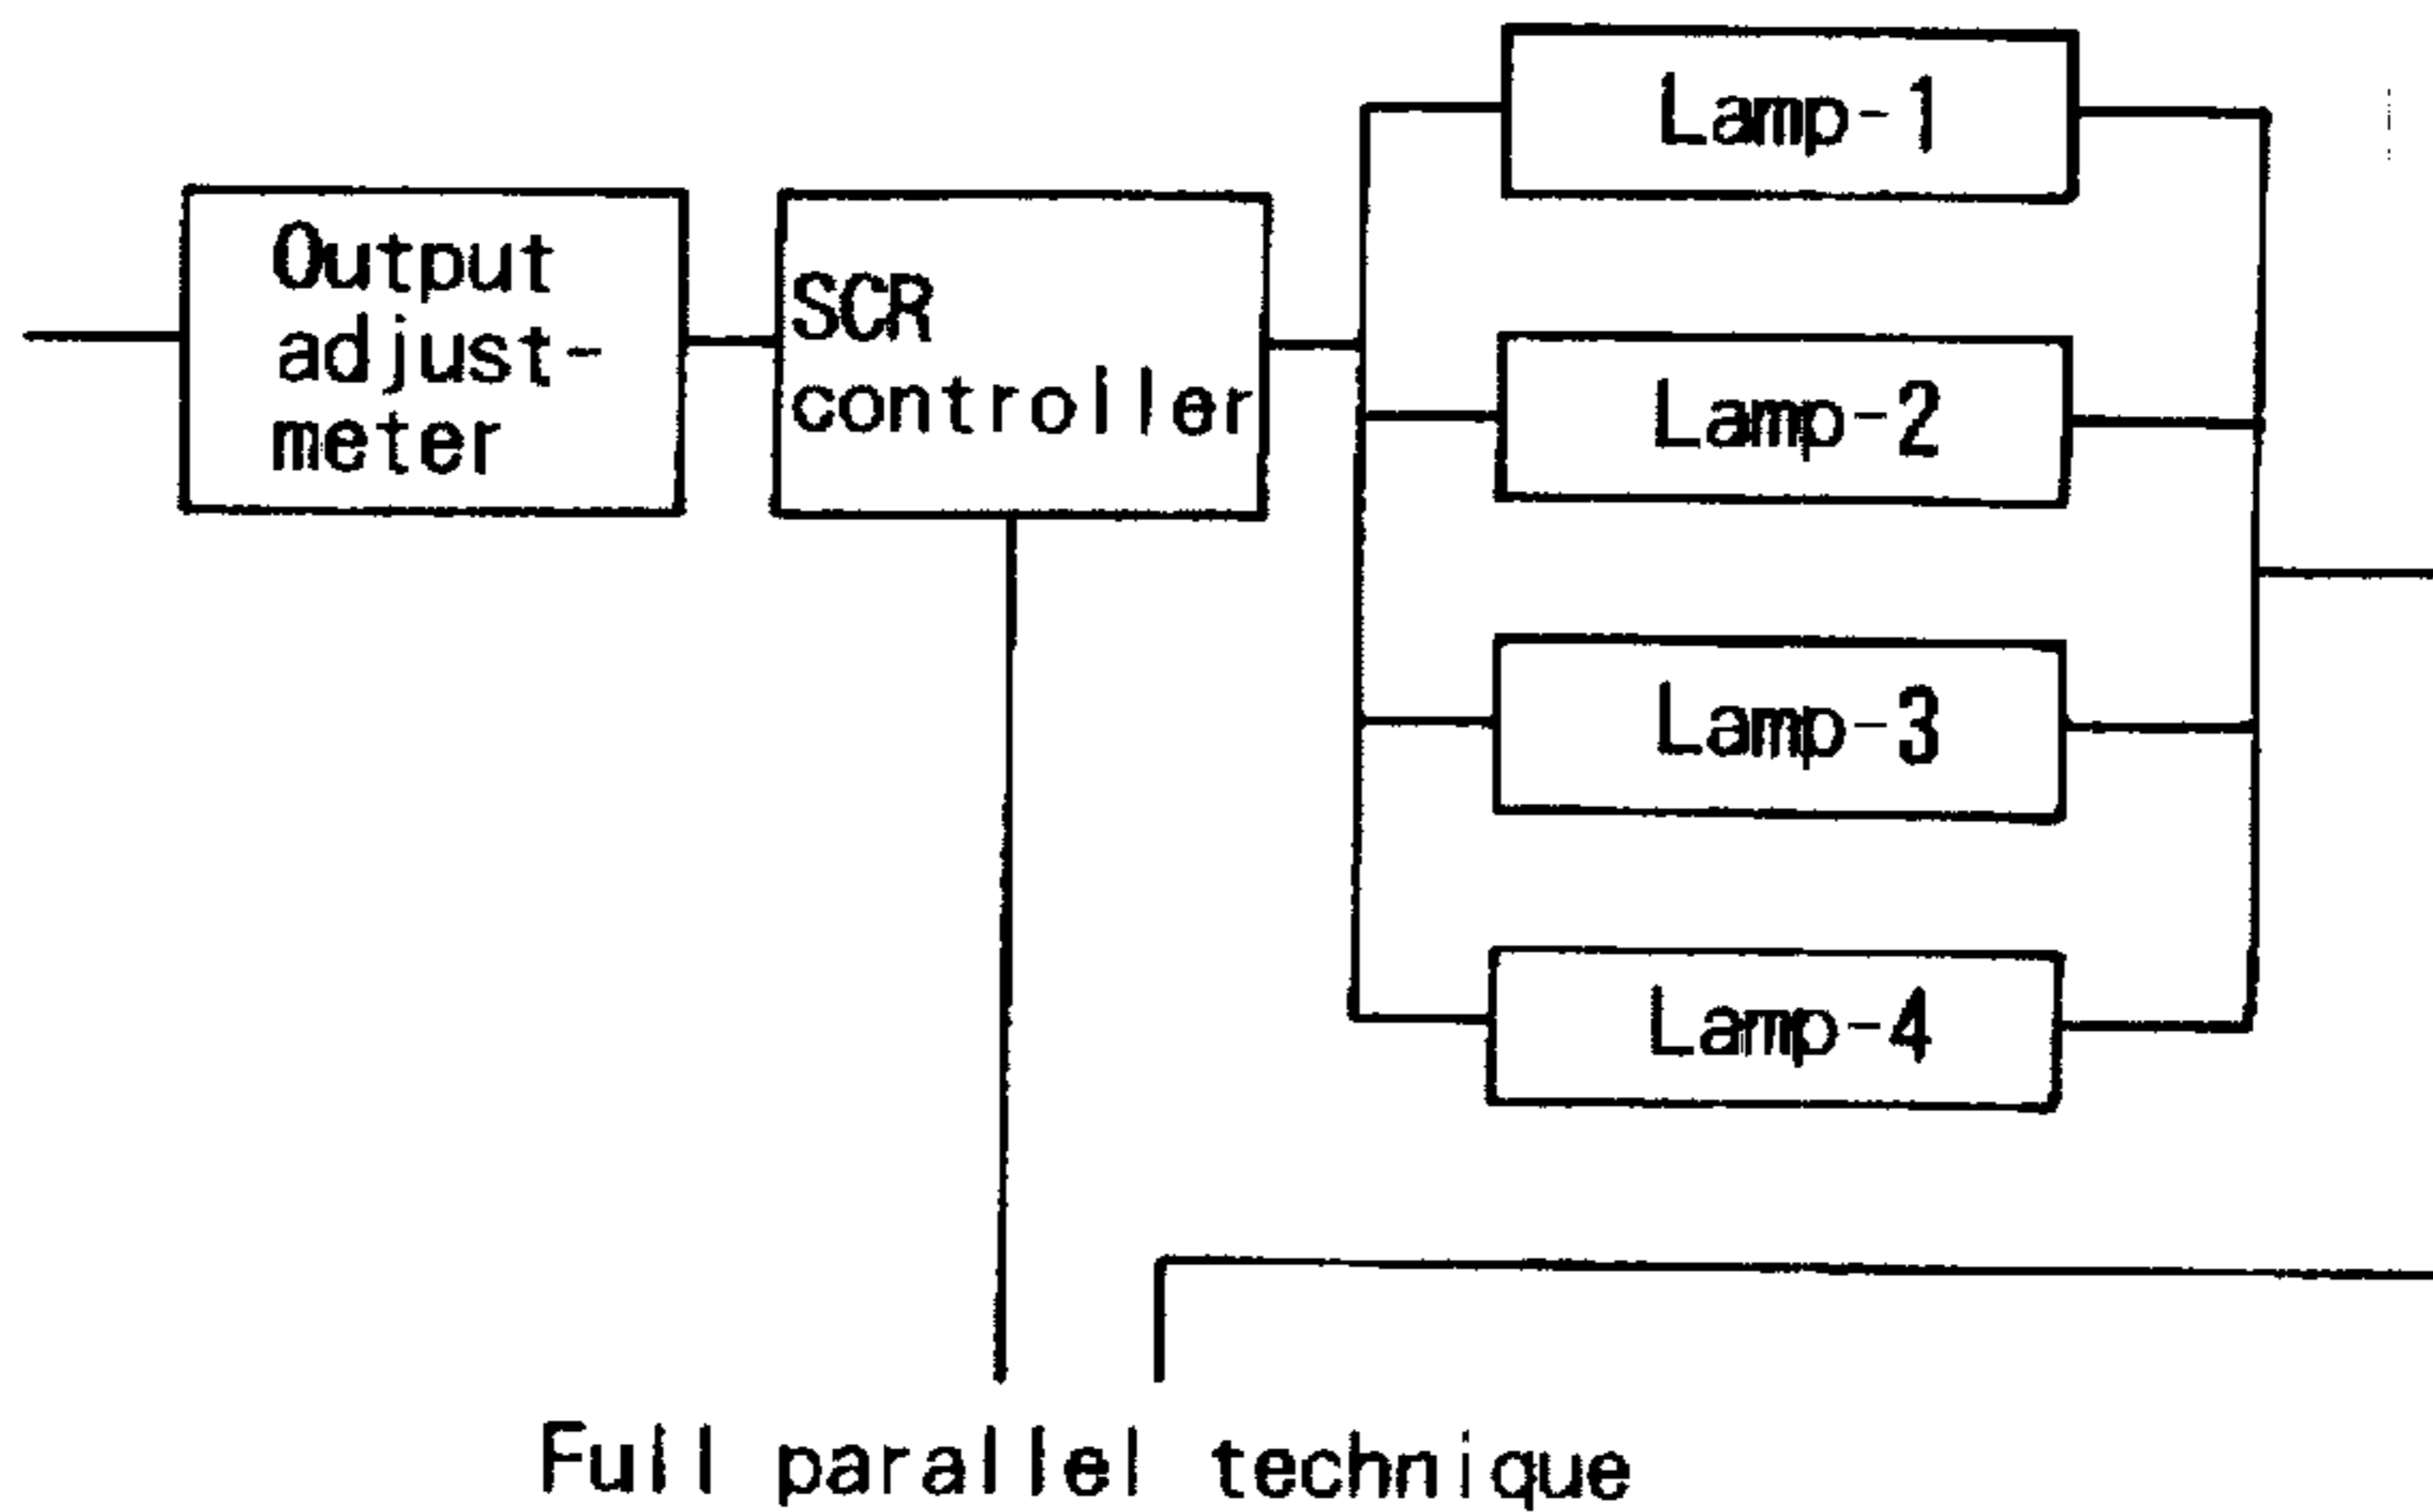 Output
adjust-
meter
SCR
controller
Lamp-1
Lamp-2
Lamp-3
Lamp-4
Full parallel technique